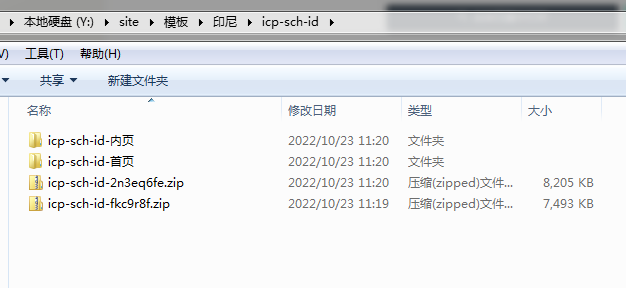 本地硬盘 (Y:) site 模板 印尼 icp-sch-id
V) 工具(T) 帮助(H)
共享 新建文件夹
名称 修改日期 类型 大小
icp-sch-id-内页 2022/10/23 11:20 文件夹
icp-sch-id-首页 2022/10/23 11:20 文件夹
icp-sch-id-2n3eq6fe.zip 2022/10/23 11:20 压缩(zipped)文件... 8,205 KB
icp-sch-id-fkc9r8f.zip 2022/10/23 11:19 压缩(zipped)文件... 7,493 KB